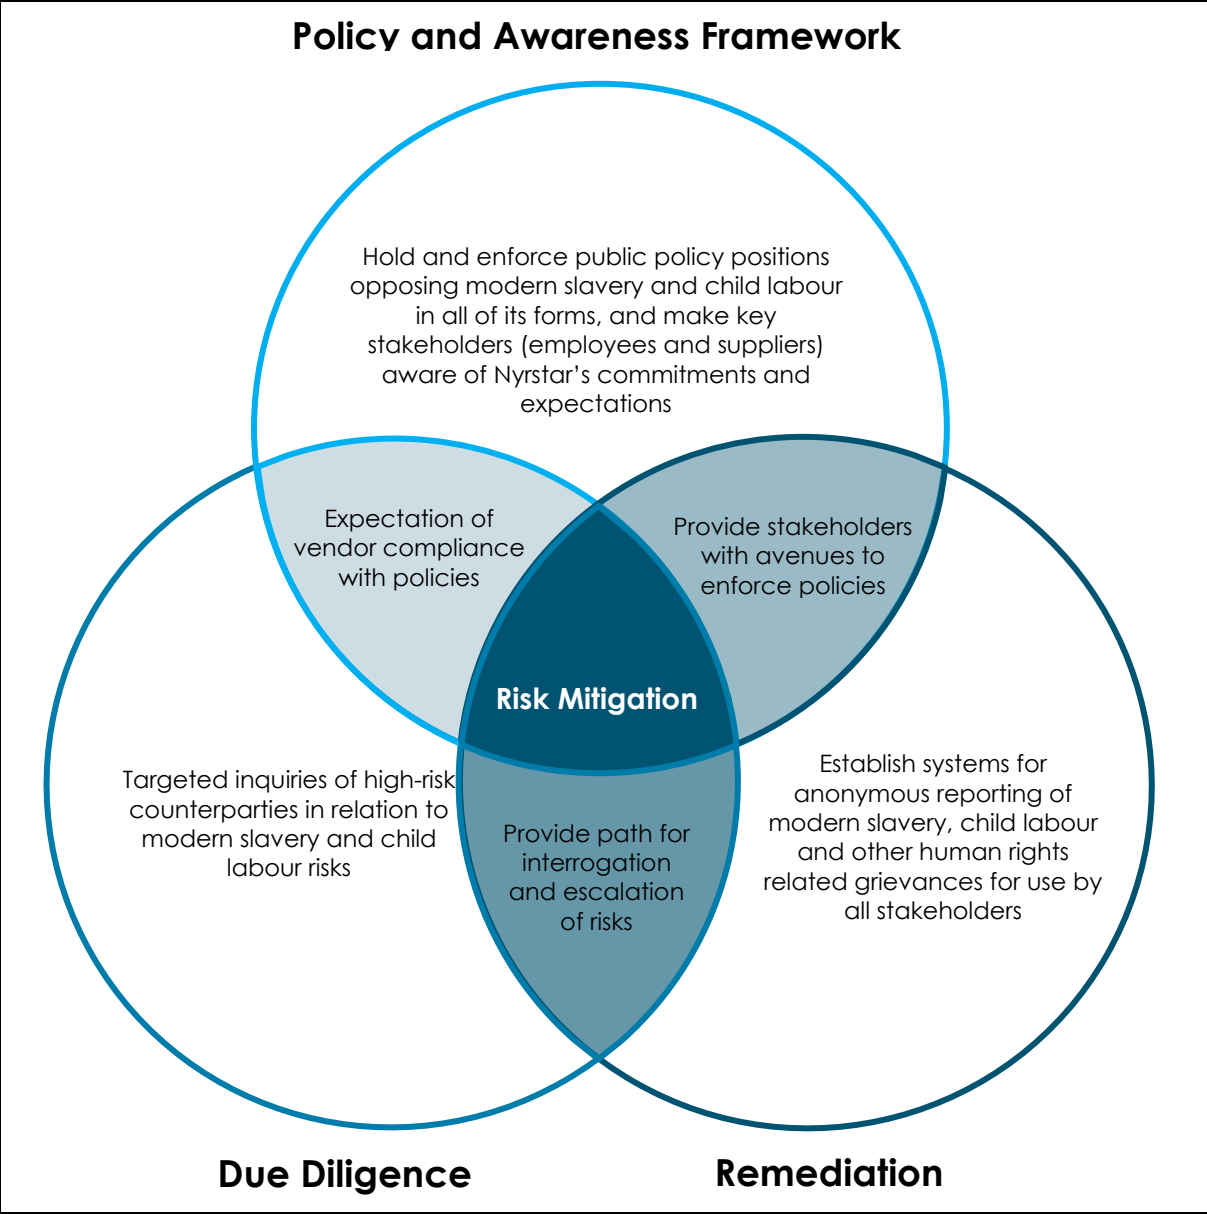 Policy and Awareness Framework
Hold and enforce public policy positions
opposing modern slavery and child labour
in all of its forms, and make key
stakeholders (employees and suppliers)
aware of Nyrstar’s commitments and
expectations
Expectation of
vendor compliance
with policies
Provide stakeholders
with avenues to
enforce policies
Risk Mitigation
Targeted inquiries of high-risk
counterparties in relation to
modern slavery and child
labour risks
Provide path for
interrogation
and escalation
of risks
Establish systems for
anonymous reporting of
modern slavery, child labour
and other human rights
related grievances for use by
all stakeholders
Due Diligence
Remediation